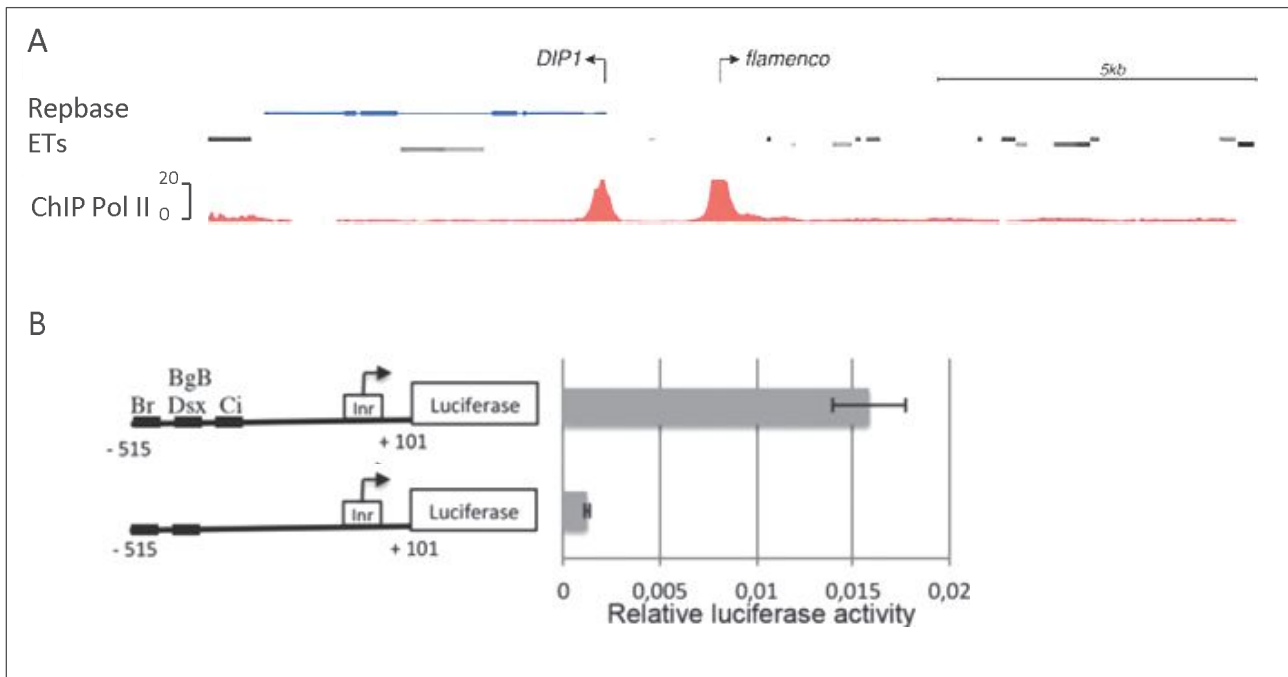 A
DIP1 flamenco
5kb
Repbase
ETs
ChIP Pol II 20
0
B
BgB
Br Dsx Ci
Inr Luciferase
- 515 + 101
Inr Luciferase
- 515 + 101
0 0,005 0,01 0,015 0,02
Relative luciferase activity